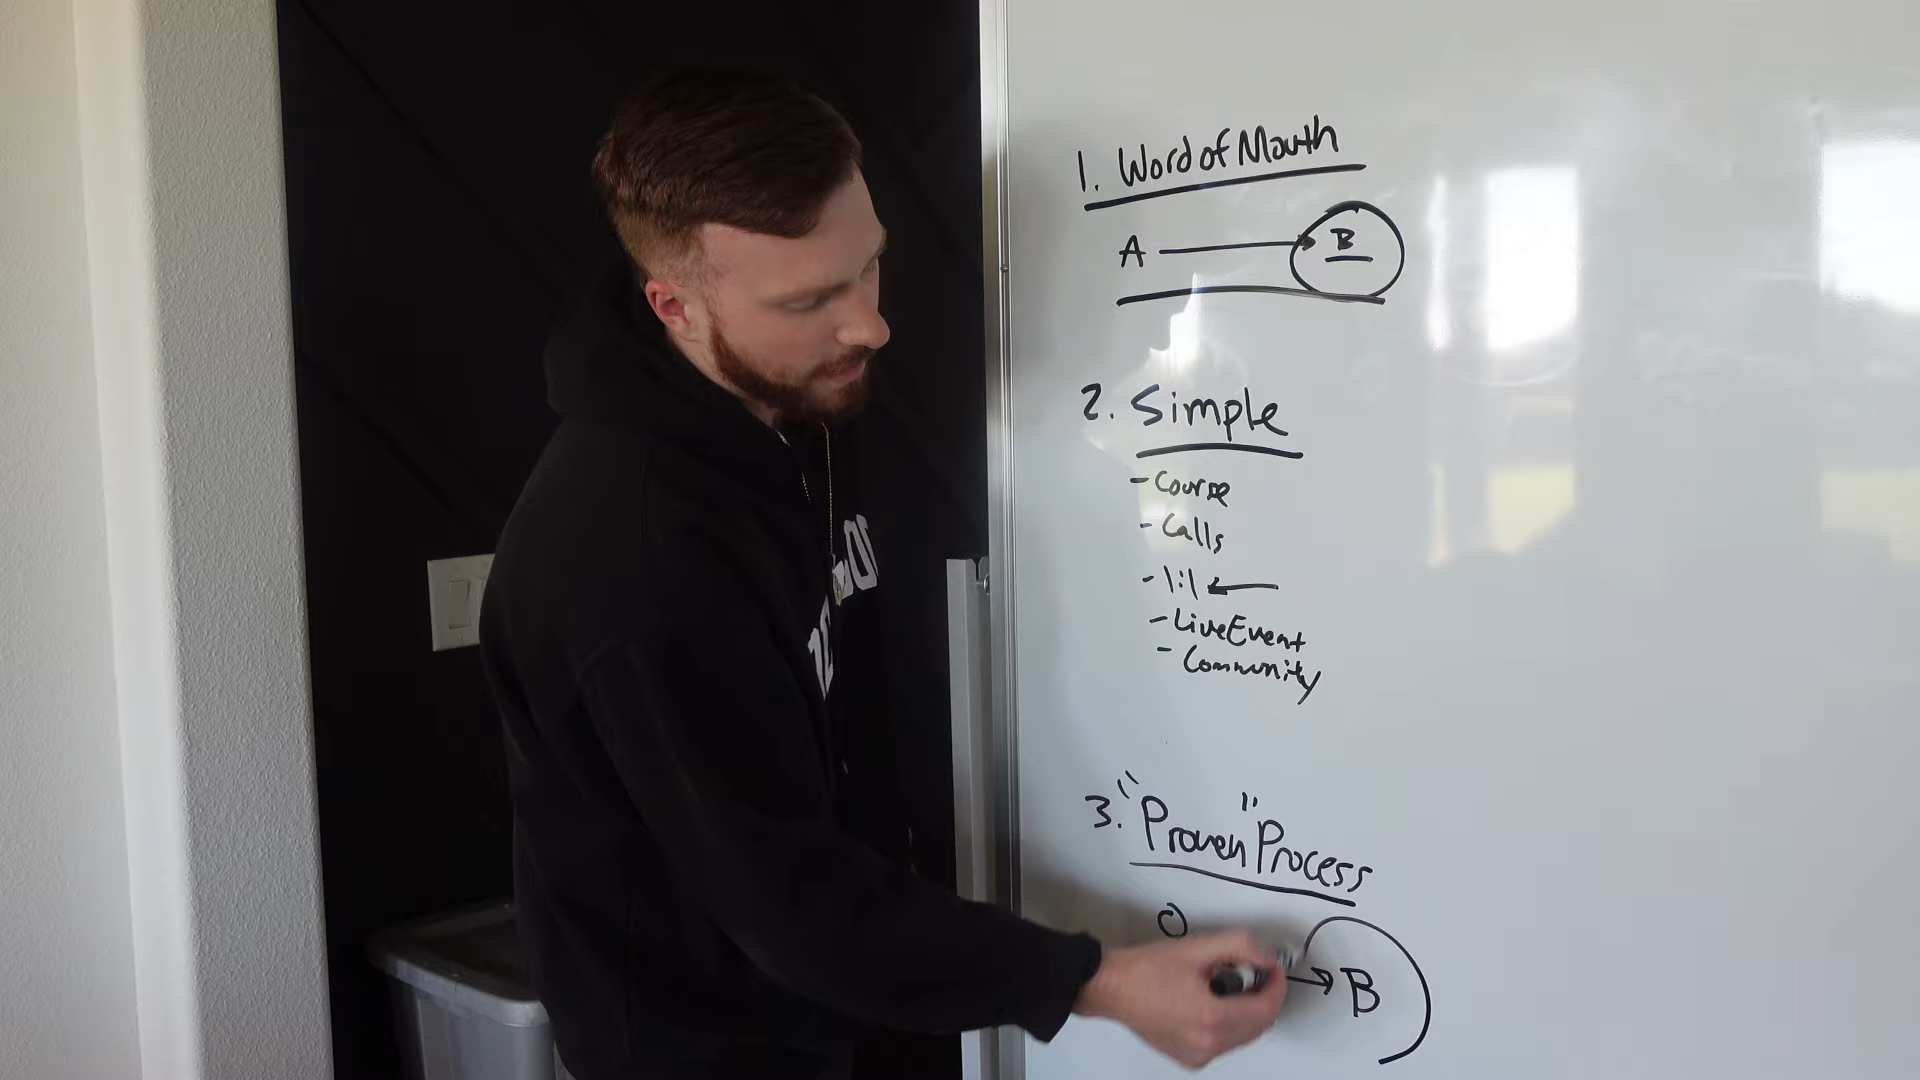 1. Word of Mouth
A B
2. Simple
- Course
- Calls
- 1:1
- Live Event
- Community
3. "Proven" Process
B